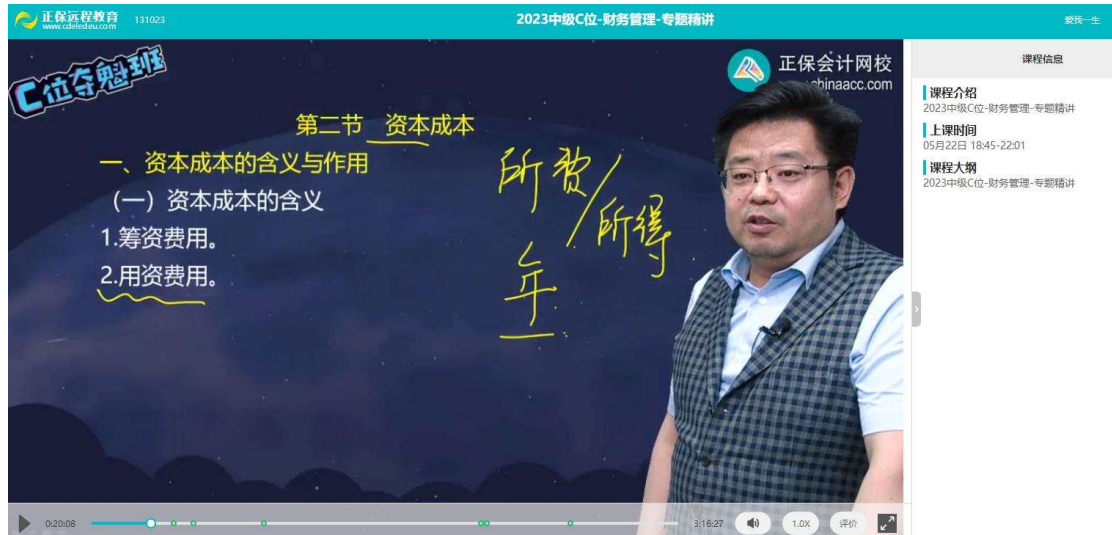 正保远程教育
www.cdeledu.com
131023
2023中级C位-财务管理-专题精讲
爱我一生
C位夺魁班
正保会计网校
chinaacc.com
第二节 资本成本
一、资本成本的含义与作用
（一）资本成本的含义
1.筹资费用。
2.用资费用。
所费/
所得
年
课程信息
课程介绍
2023中级C位-财务管理-专题精讲
上课时间
05月22日 18:45-22:01
课程大纲
2023中级C位-财务管理-专题精讲
0:20:08
3:16:27
1.0X
评价